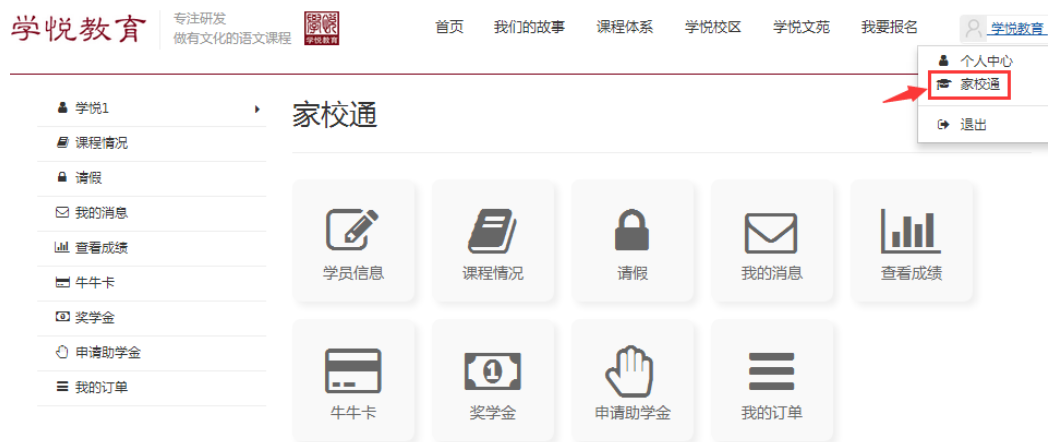 学悦教育
专注研发
做有文化的语文课程
学悦教育
首页 我们的故事 课程体系 学悦校区 学悦文苑 我要报名 学悦教育
个人中心
家校通
退出
学悦1
课程情况
请假
我的消息
查看成绩
牛牛卡
奖学金
申请助学金
我的订单
家校通
学员信息 课程情况 请假 我的消息 查看成绩
牛牛卡 奖学金 申请助学金 我的订单